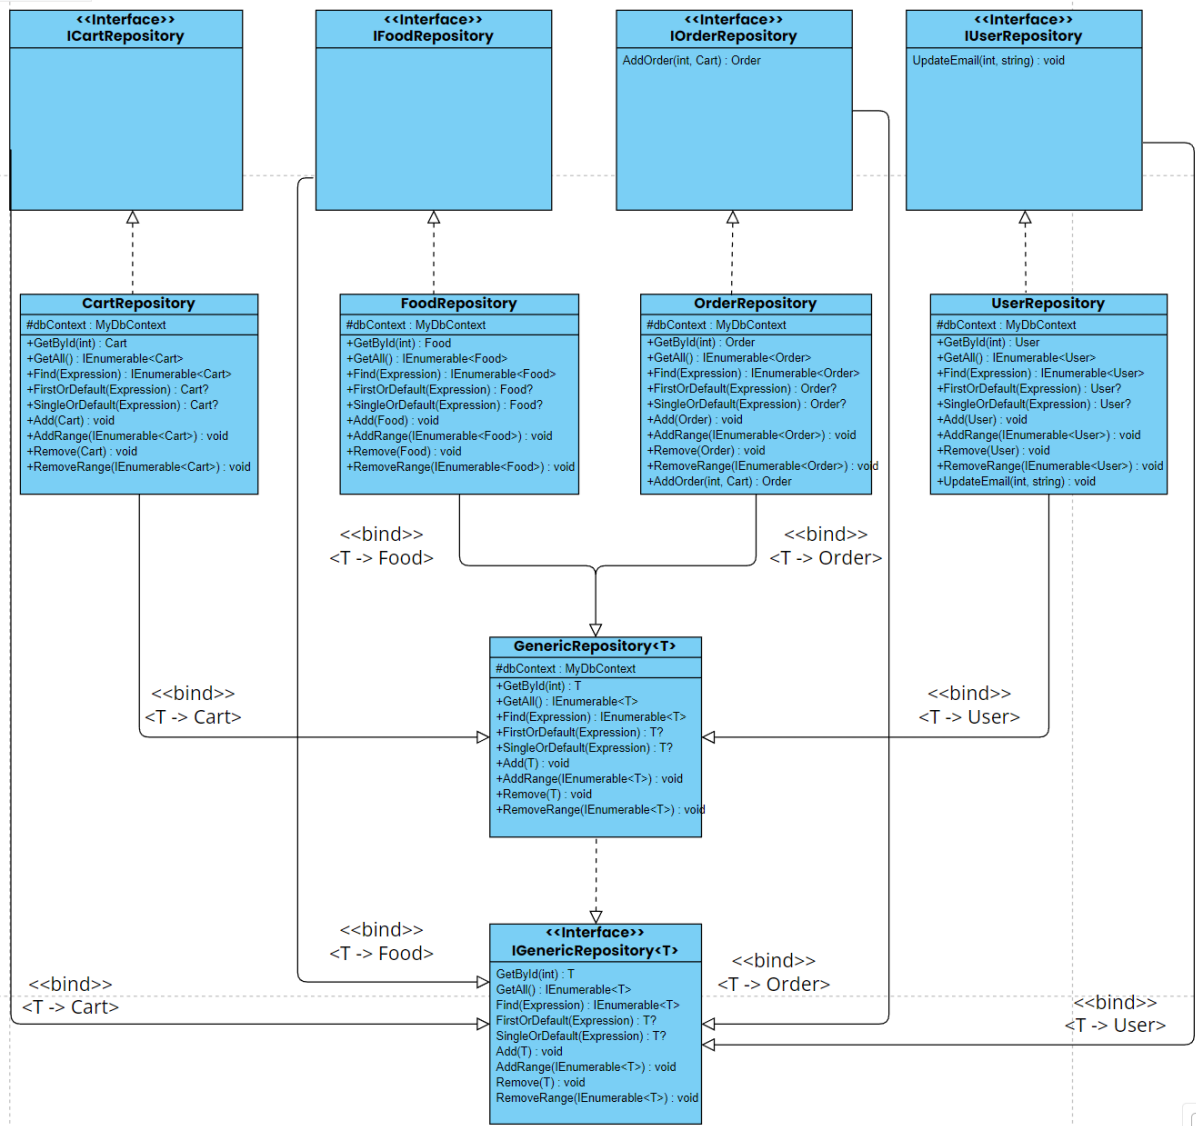 <<Interface>>
ICartRepository
<<Interface>>
IFoodRepository
<<Interface>>
IOrderRepository
AddOrder(int, Cart) : Order
<<Interface>>
IUserRepository
UpdateEmail(int, string) : void
CartRepository
#dbContext : MyDbContext
+GetById(int) : Cart
+GetAll() : IEnumerable<Cart>
+Find(Expression) : IEnumerable<Cart>
+FirstOrDefault(Expression) : Cart?
+SingleOrDefault(Expression) : Cart?
+Add(Cart) : void
+AddRange(IEnumerable<Cart>) : void
+Remove(Cart) : void
+RemoveRange(IEnumerable<Cart>) : void
FoodRepository
#dbContext : MyDbContext
+GetById(int) : Food
+GetAll() : IEnumerable<Food>
+Find(Expression) : IEnumerable<Food>
+FirstOrDefault(Expression) : Food?
+SingleOrDefault(Expression) : Food?
+Add(Food) : void
+AddRange(IEnumerable<Food>) : void
+Remove(Food) : void
+RemoveRange(IEnumerable<Food>) : void
OrderRepository
#dbContext : MyDbContext
+GetById(int) : Order
+GetAll() : IEnumerable<Order>
+Find(Expression) : IEnumerable<Order>
+FirstOrDefault(Expression) : Order?
+SingleOrDefault(Expression) : Order?
+Add(Order) : void
+AddRange(IEnumerable<Order>) : void
+Remove(Order) : void
+RemoveRange(IEnumerable<Order>) : void
+AddOrder(int, Cart) : Order
UserRepository
#dbContext : MyDbContext
+GetById(int) : User
+GetAll() : IEnumerable<User>
+Find(Expression) : IEnumerable<User>
+FirstOrDefault(Expression) : User?
+SingleOrDefault(Expression) : User?
+Add(User) : void
+AddRange(IEnumerable<User>) : void
+Remove(User) : void
+RemoveRange(IEnumerable<User>) : void
+UpdateEmail(int, string) : void
<<bind>>
<T -> Food>
<<bind>>
<T -> Order>
<<bind>>
<T -> Cart>
GenericRepository<T>
#dbContext : MyDbContext
+GetById(int) : T
+GetAll() : IEnumerable<T>
+Find(Expression) : IEnumerable<T>
+FirstOrDefault(Expression) : T?
+SingleOrDefault(Expression) : T?
+Add(T) : void
+AddRange(IEnumerable<T>) : void
+Remove(T) : void
+RemoveRange(IEnumerable<T>) : void
<<bind>>
<T -> User>
<<bind>>
<T -> Food>
<<bind>>
<T -> Cart>
<<Interface>>
IGenericRepository<T>
GetById(int) : T
GetAll() : IEnumerable<T>
Find(Expression) : IEnumerable<T>
FirstOrDefault(Expression) : T?
SingleOrDefault(Expression) : T?
Add(T) : void
AddRange(IEnumerable<T>) : void
Remove(T) : void
RemoveRange(IEnumerable<T>) : void
<<bind>>
<T -> Order>
<<bind>>
<T -> User>